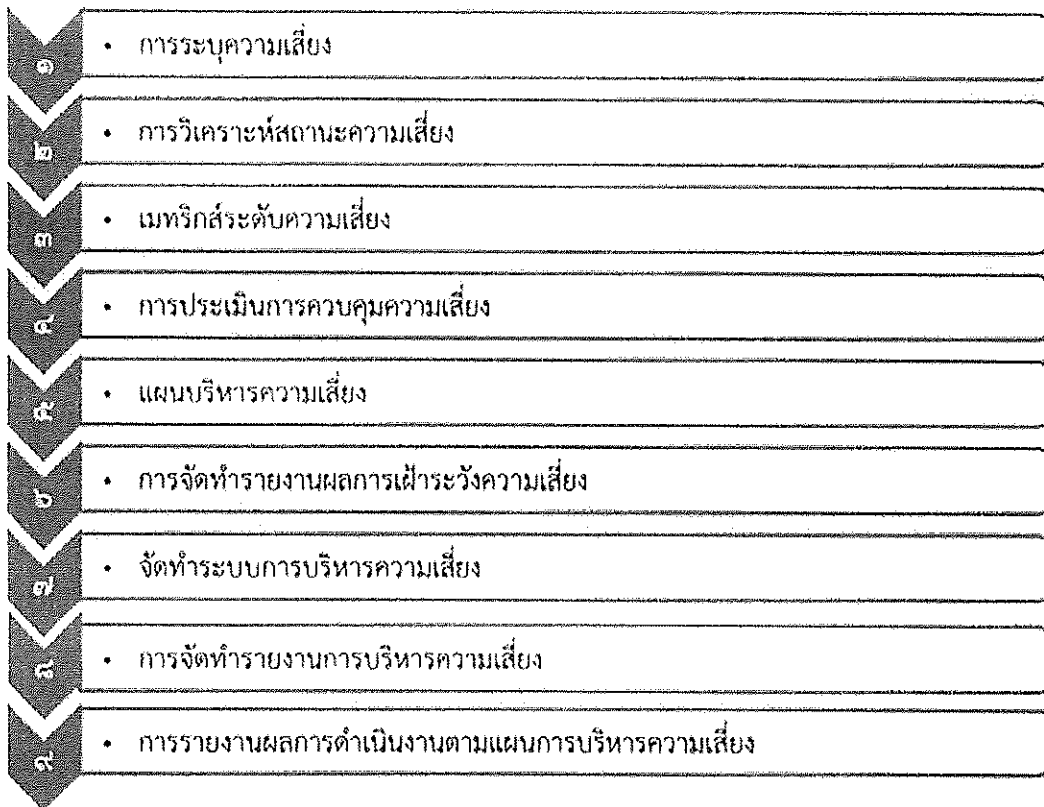 ๑ • การระบุความเสี่ยง
๒ • การวิเคราะห์สถานะความเสี่ยง
๓ • เมทริกส์ระดับความเสี่ยง
๔ • การประเมินการควบคุมความเสี่ยง
๕ • แผนบริหารความเสี่ยง
๖ • การจัดทำรายงานผลการเฝ้าระวังความเสี่ยง
๗ • จัดทำระบบการบริหารความเสี่ยง
๘ • การจัดทำรายงานการบริหารความเสี่ยง
๙ • การรายงานผลการดำเนินงานตามแผนการบริหารความเสี่ยง